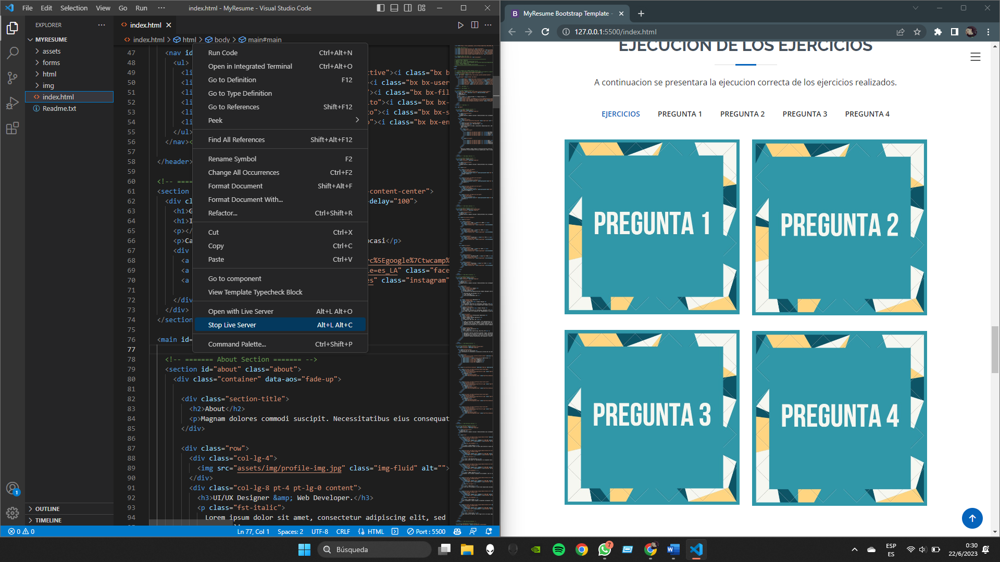 File Edit Selection View Go Run ··· index.html - MyResume - Visual Studio Code
EXPLORER
MYRESUME
assets
forms
html
img
index.html
Readme.txt
OUTLINE
TIMELINE
index.html
index.html > html > body > main#main
47 <nav id
48 <ul>
49 <li
50 <li
51 <li
52 <li
53 <li
54 <li
55 </ul>
56 </nav><
57
58 </header>
59
60 <!-- ===
61 <section
62 <div cl
63 <h1>G
64 <h1>I
65 <p></
66 <p>Ca
67 <div
68 <a
69 <a
70 <a
71
72 </div
73 </div>
74 </section
75
76 <main id=
77
78 <!-- ======= About Section ======= -->
79 <section id="about" class="about">
80 <div class="container" data-aos="fade-up">
81
82 <div class="section-title">
83 <h2>About</h2>
84 <p>Magnam dolores commodi suscipit. Necessitatibus eius consequat
85 </div>
86
87 <div class="row">
88 <div class="col-lg-4">
89 <img src="assets/img/profile-img.jpg" class="img-fluid" alt="">
90 </div>
91 <div class="col-lg-8 pt-4 pt-lg-0 content">
92 <h3>UI/UX Designer &amp; Web Developer.</h3>
93 <p class="fst-italic">
94 Lorem ipsum dolor sit amet, consectetur adipiscing elit, sed
ctive"><i class="bx b
><i class="bx bx-user
"><i class="bx bx-fil
to"><i class="bx bx-
to"><i class="bx bx-s
"><i class="bx bx-en
-content-center">
-delay="100">
ocasi</p>
rc%5Egoogle%7Ctwcamp%
le=es_LA" class="face
es" class="instagram"
Run Code Ctrl+Alt+N
Open in Integrated Terminal Ctrl+Alt+O
Go to Definition F12
Go to Type Definition
Go to References Shift+F12
Peek
Find All References Shift+Alt+F12
Rename Symbol F2
Change All Occurrences Ctrl+F2
Format Document Shift+Alt+F
Format Document With...
Refactor... Ctrl+Shift+R
Cut Ctrl+X
Copy Ctrl+C
Paste Ctrl+V
Go to component
View Template Typecheck Block
Open with Live Server Alt+L Alt+O
Stop Live Server Alt+L Alt+C
Command Palette... Ctrl+Shift+P
0 0 Ln 77, Col 1 Spaces: 2 UTF-8 CRLF HTML Port : 5500
1
MyResume Bootstrap Template -
127.0.0.1:5500/index.html
EJECUCION DE LOS EJERCICIOS
A continuacion se presentara la ejecucion correcta de los ejercicios realizados.
EJERCICIOS PREGUNTA 1 PREGUNTA 2 PREGUNTA 3 PREGUNTA 4
PREGUNTA 1
PREGUNTA 2
PREGUNTA 3
PREGUNTA 4
Búsqueda
7
ESP
ES
0:30
22/6/2023